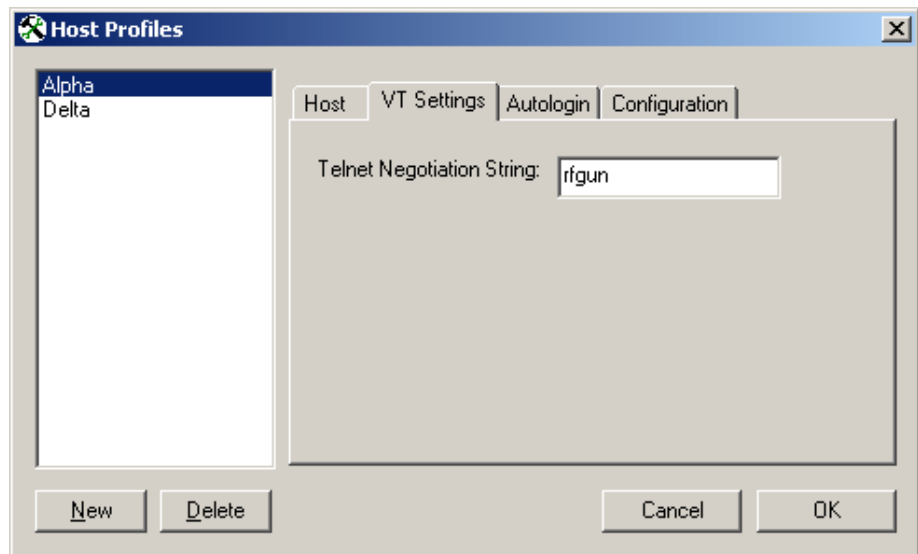 Host Profiles
Alpha
Delta
Host VT Settings Autologin Configuration
Telnet Negotiation String: rfgun
New Delete Cancel OK